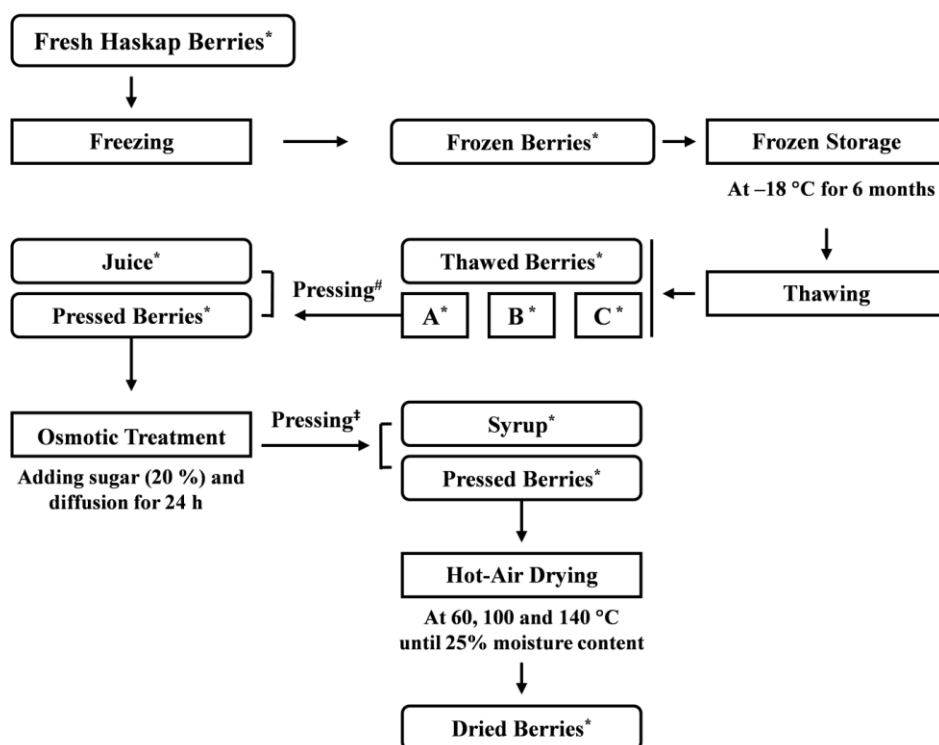 Fresh Haskap Berries*
Freezing
Frozen Berries*
Frozen Storage
At –18 °C for 6 months
Thawing
Thawed Berries*
A*
B*
C*
Pressing#
Juice*
Pressed Berries*
Osmotic Treatment
Adding sugar (20 %) and
diffusion for 24 h
Pressing‡
Syrup*
Pressed Berries*
Hot-Air Drying
At 60, 100 and 140 °C
until 25% moisture content
Dried Berries*